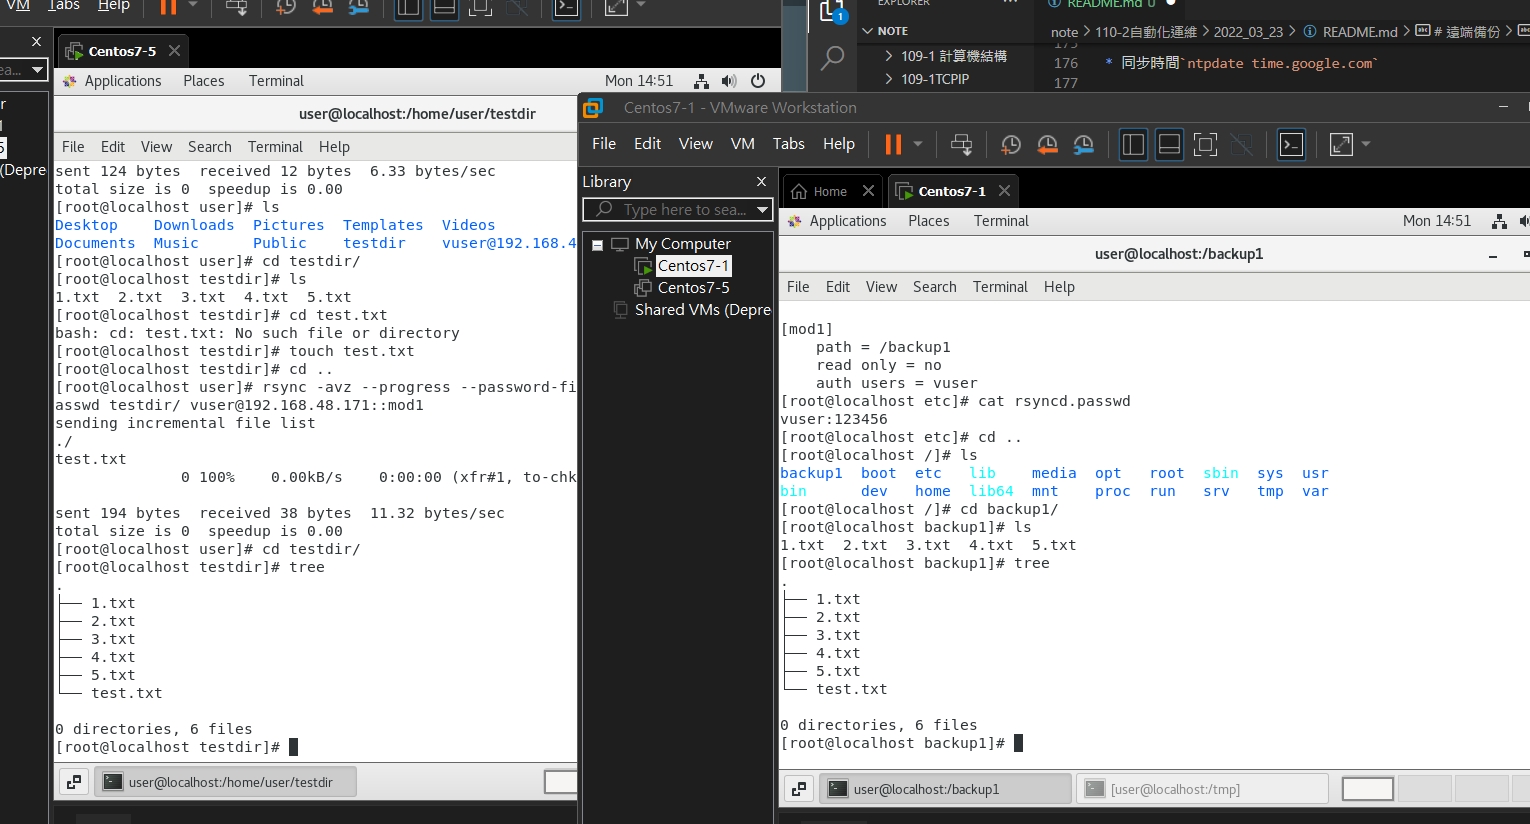 VM Tabs Help
Centos7-5
Applications Places Terminal Mon 14:51
user@localhost:/home/user/testdir
File Edit View Search Terminal Help
sent 124 bytes  received 12 bytes  6.33 bytes/sec
total size is 0  speedup is 0.00
[root@localhost user]# ls
Desktop    Downloads  Pictures  Templates  Videos
Documents  Music      Public    testdir    vuser@192.168.4
[root@localhost user]# cd testdir/
[root@localhost testdir]# ls
1.txt  2.txt  3.txt  4.txt  5.txt
[root@localhost testdir]# cd test.txt
bash: cd: test.txt: No such file or directory
[root@localhost testdir]# touch test.txt
[root@localhost testdir]# cd ..
[root@localhost user]# rsync -avz --progress --password-fi
asswd testdir/ vuser@192.168.48.171::mod1
sending incremental file list
./
test.txt
              0 100%    0.00kB/s    0:00:00 (xfr#1, to-chk
sent 194 bytes  received 38 bytes  11.32 bytes/sec
total size is 0  speedup is 0.00
[root@localhost user]# cd testdir/
[root@localhost testdir]# tree
.
├── 1.txt
├── 2.txt
├── 3.txt
├── 4.txt
├── 5.txt
└── test.txt
0 directories, 6 files
[root@localhost testdir]#
user@localhost:/home/user/testdir
(Depre
EXPLORER
README.md U
1
NOTE
note > 110-2自動化運維 > 2022_03_23 > README.md > # 遠端備份 >
109-1 計算機結構
109-1TCPIP
175
176 * 同步時間`ntpdate time.google.com`
177
Centos7-1 - VMware Workstation
File Edit View VM Tabs Help
Library
Type here to sea...
My Computer
Centos7-1
Centos7-5
Shared VMs (Depre
Home
Centos7-1
Applications Places Terminal Mon 14:51
user@localhost:/backup1
File Edit View Search Terminal Help
[mod1]
    path = /backup1
    read only = no
    auth users = vuser
[root@localhost etc]# cat rsyncd.passwd
vuser:123456
[root@localhost etc]# cd ..
[root@localhost /]# ls
backup1  boot  etc   lib    media  opt   root  sbin  sys  usr
bin      dev   home  lib64  mnt    proc  run   srv   tmp  var
[root@localhost /]# cd backup1/
[root@localhost backup1]# ls
1.txt  2.txt  3.txt  4.txt  5.txt
[root@localhost backup1]# tree
.
├── 1.txt
├── 2.txt
├── 3.txt
├── 4.txt
├── 5.txt
└── test.txt
0 directories, 6 files
[root@localhost backup1]#
user@localhost:/backup1
[user@localhost:/tmp]